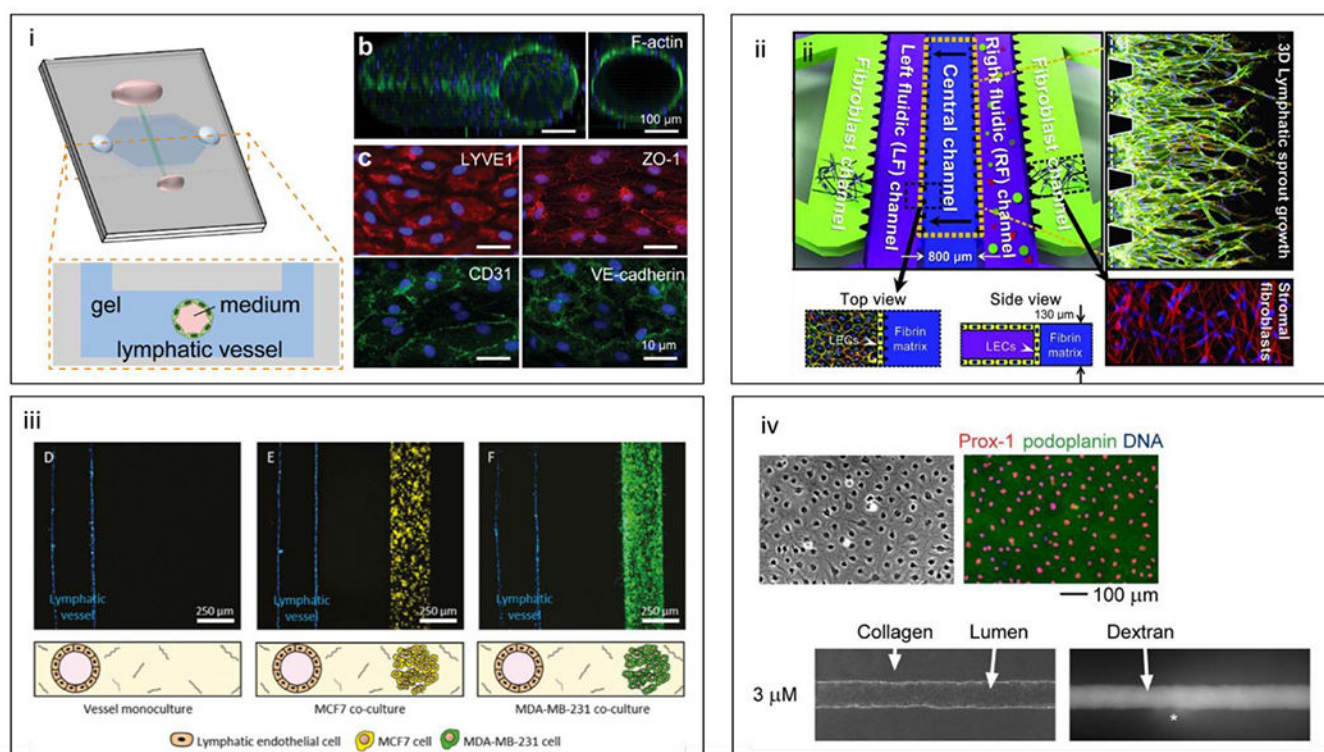 i
b
F-actin
100 µm
c
LYVE1
ZO-1
CD31
VE-cadherin
10 µm
gel
medium
lymphatic vessel
ii
ii
Fibroblast channel
Left fluidic (LF) channel
Central channel
Right fluidic (RF) channel
Fibroblast channel
800 µm
3D Lymphatic sprout growth
Top view
LECs
Fibrin
matrix
Side view
130 µm
LECs
Fibrin
matrix
Stromal
fibroblasts
iii
D
Lymphatic
vessel
250 µm
E
Lymphatic
vessel
250 µm
F
Lymphatic
vessel
250 µm
Vessel monoculture
MCF7 co-culture
MDA-MB-231 co-culture
Lymphatic endothelial cell
MCF7 cell
MDA-MB-231 cell
iv
Prox-1 podoplanin DNA
100 µm
Collagen
Lumen
Dextran
3 µM
*